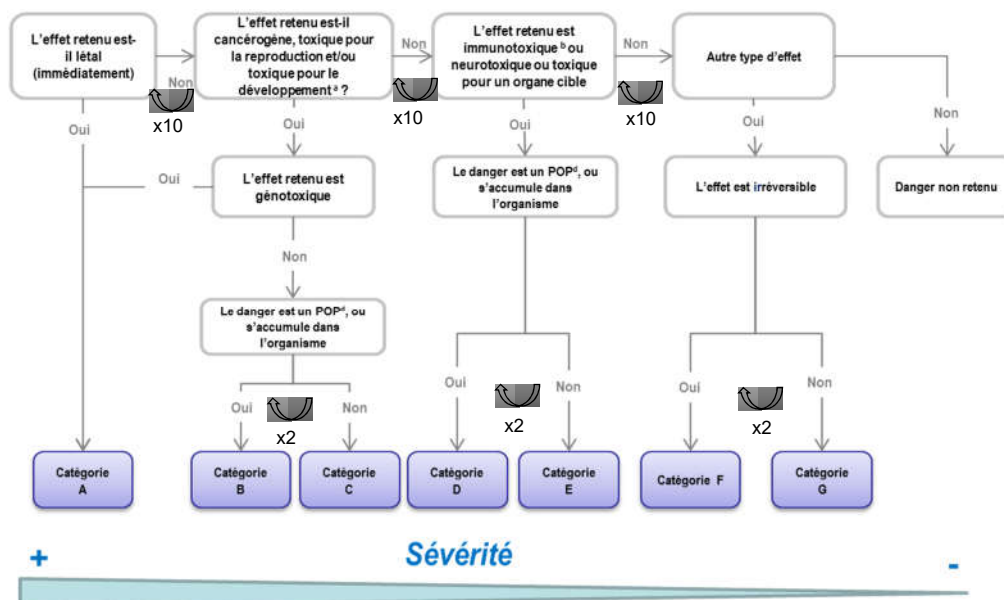 L'effet retenu est-
il létal
(immédiatement)
L'effet retenu est-il
cancérogène, toxique pour
la reproduction et/ou
toxique pour le
développement ª ?
L'effet retenu est
immunotoxique ᵇ ou
neurotoxique ou toxique
pour un organe cible
Autre type d'effet
Non
Non
Non
x10
x10
x10
Oui
Oui
Oui
Oui
Non
Oui
L'effet retenu est
génotoxique
Le danger est un POPᵈ, ou
s'accumule dans
l'organisme
L'effet est irréversible
Danger non retenu
Non
Le danger est un POPᵈ, ou
s'accumule dans
l'organisme
Oui
Non
x2
Oui
Non
x2
Oui
Non
x2
Catégorie
A
Catégorie
B
Catégorie
C
Catégorie
D
Catégorie
E
Catégorie F
Catégorie
G
+
Sévérité
-